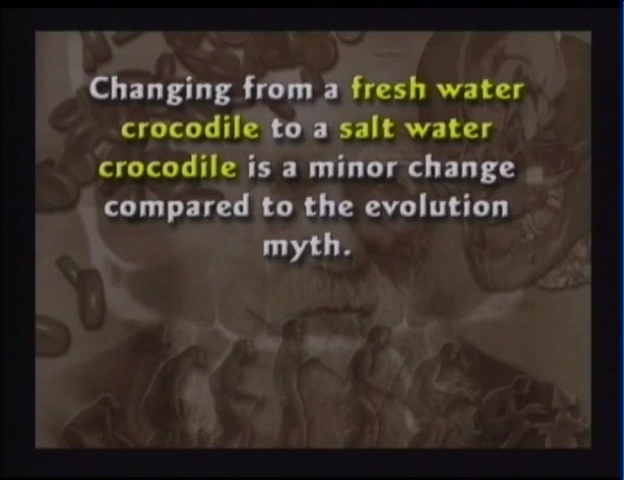 Changing from a fresh water
crocodile to a salt water
crocodile is a minor change
compared to the evolution
myth.